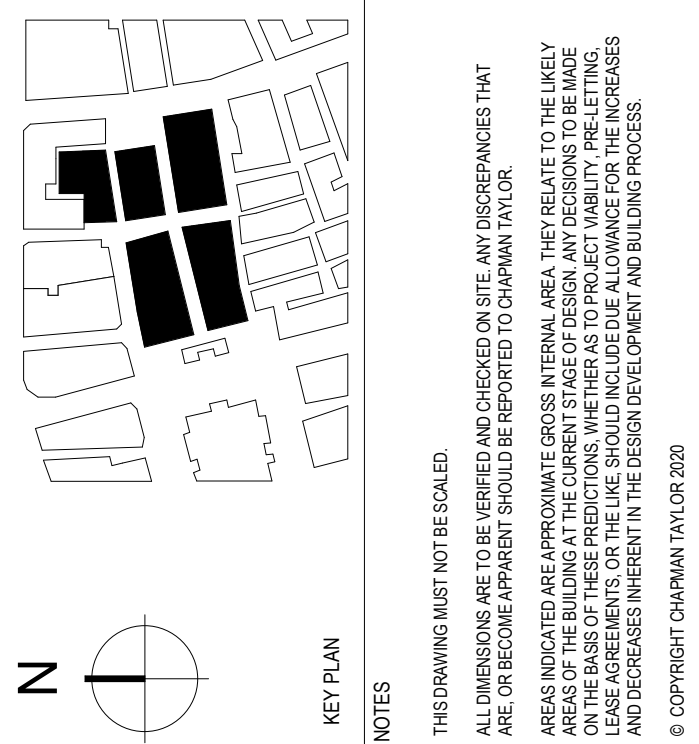 N
KEY PLAN
NOTES
THIS DRAWING MUST NOT BE SCALED.
ALL DIMENSIONS ARE TO BE VERIFIED AND CHECKED ON SITE. ANY DISCREPANCIES THAT
ARE, OR BECOME APPARENT SHOULD BE REPORTED TO CHAPMAN TAYLOR.
AREAS INDICATED ARE APPROXIMATE GROSS INTERNAL AREA. THEY RELATE TO THE LIKELY
AREAS OF THE BUILDING AT THE CURRENT STAGE OF DESIGN. ANY DECISIONS TO BE MADE
ON THE BASIS OF THESE PREDICTIONS, WHETHER AS TO PROJECT VIABILITY, PRE-LETTING,
LEASE AGREEMENTS, OR THE LIKE, SHOULD INCLUDE DUE ALLOWANCE FOR THE INCREASES
AND DECREASES INHERENT IN THE DESIGN DEVELOPMENT AND BUILDING PROCESS.
© COPYRIGHT CHAPMAN TAYLOR 2020